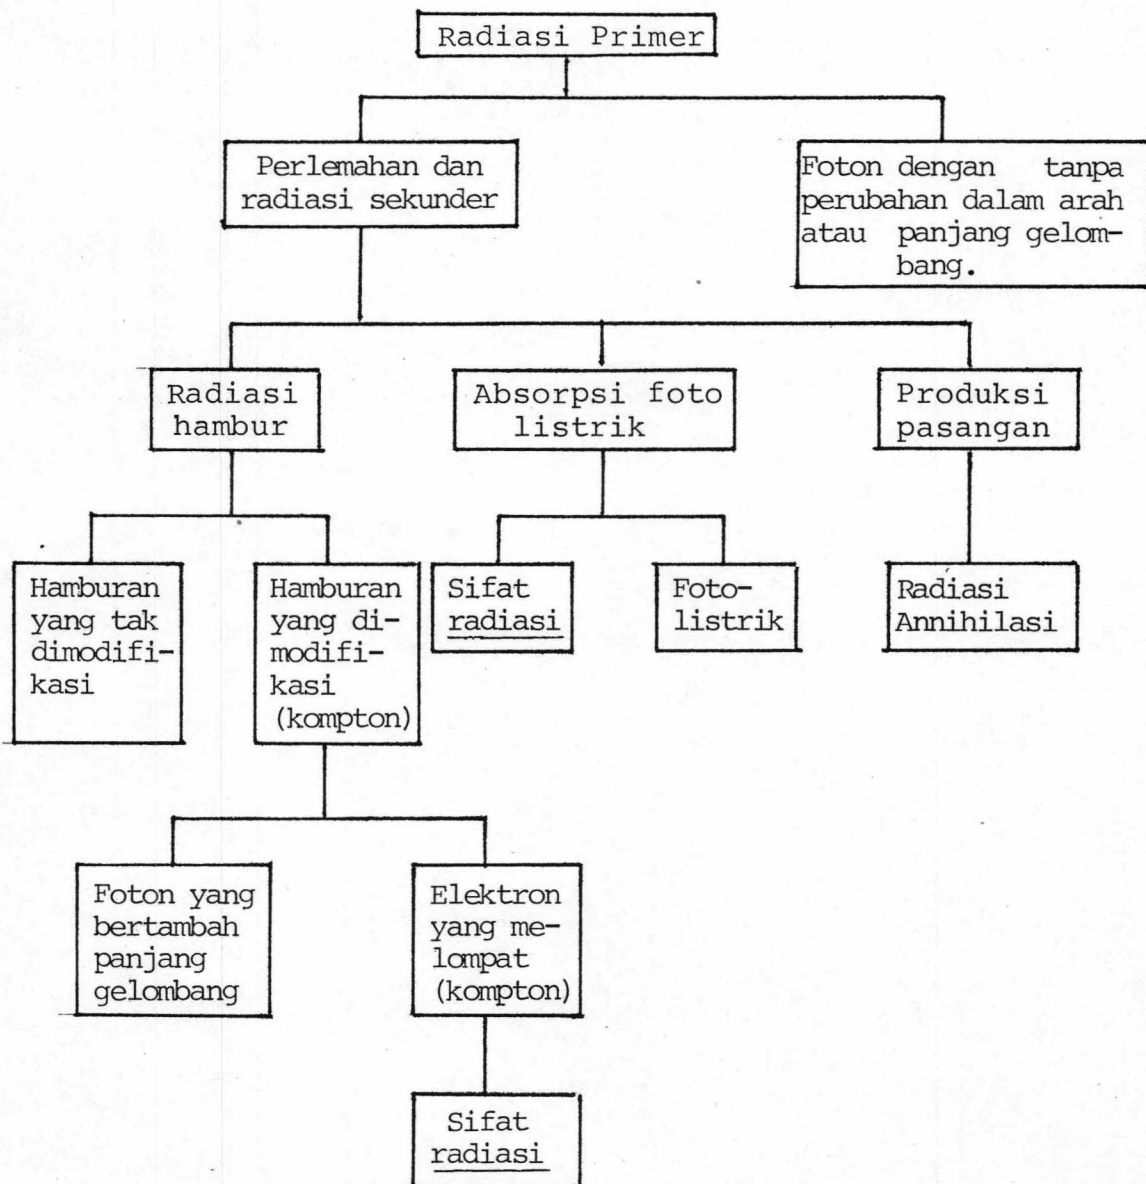 Radiasi Primer
Perlemahan dan
radiasi sekunder
Foton dengan tanpa
perubahan dalam arah
atau panjang gelom-
bang.
Radiasi
hambur
Absorpsi foto
listrik
Produksi
pasangan
Hamburan
yang tak
dimodifi-
kasi
Hamburan
yang di-
modifi-
kasi
(kompton)
Sifat
radiasi
Foto-
listrik
Radiasi
Annihilasi
Foton yang
bertambah
panjang
gelombang
Elektron
yang me-
lompat
(kompton)
Sifat
radiasi